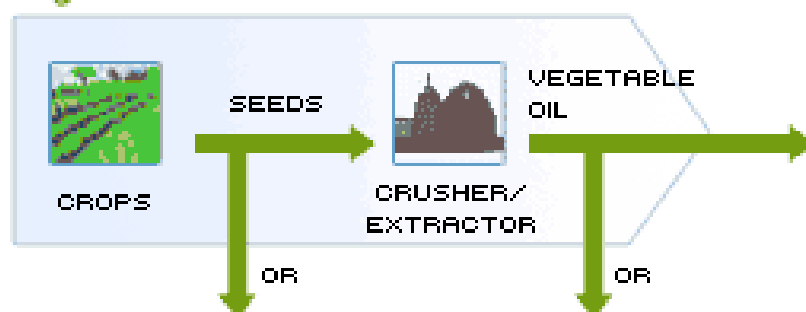 SEEDS
VEGETABLE
OIL
CROPS
CRUSHER/
EXTRACTOR
OR
OR